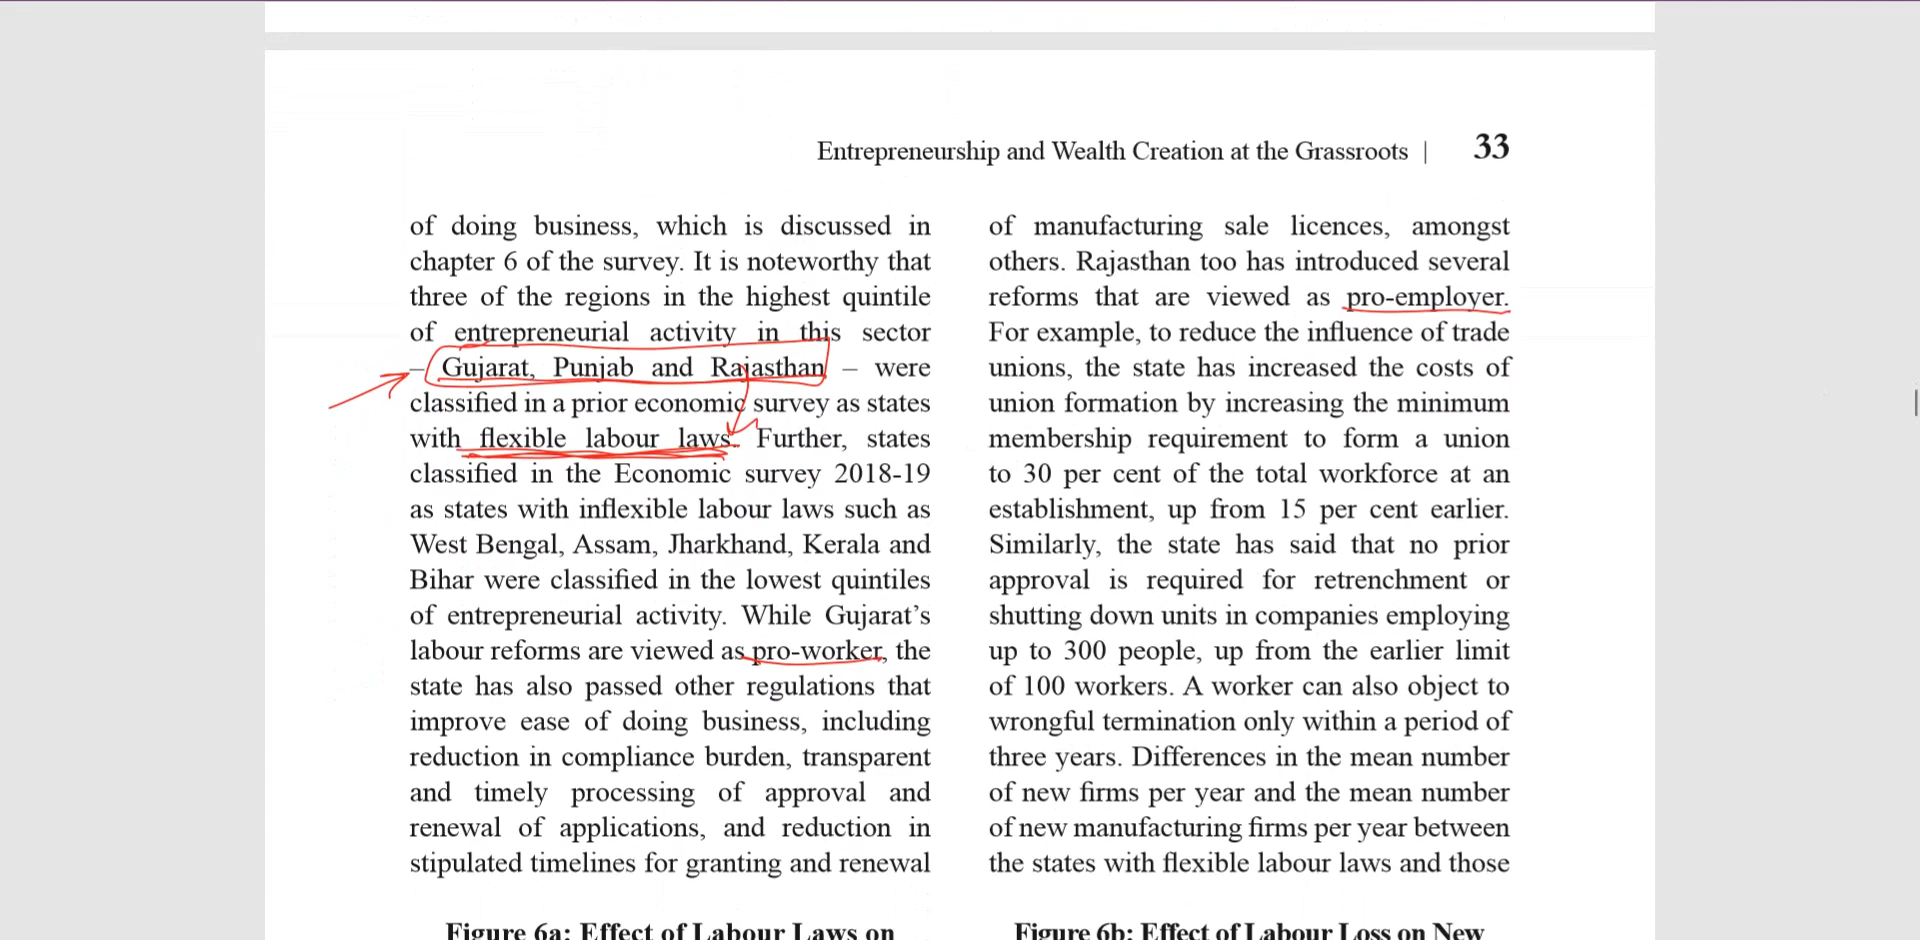 Entrepreneurship and Wealth Creation at the Grassroots | 33
of doing business, which is discussed in
chapter 6 of the survey. It is noteworthy that
three of the regions in the highest quintile
of entrepreneurial activity in this sector
– Gujarat, Punjab and Rajasthan – were
classified in a prior economic survey as states
with flexible labour laws. Further, states
classified in the Economic survey 2018-19
as states with inflexible labour laws such as
West Bengal, Assam, Jharkhand, Kerala and
Bihar were classified in the lowest quintiles
of entrepreneurial activity. While Gujarat’s
labour reforms are viewed as pro-worker, the
state has also passed other regulations that
improve ease of doing business, including
reduction in compliance burden, transparent
and timely processing of approval and
renewal of applications, and reduction in
stipulated timelines for granting and renewal
of manufacturing sale licences, amongst
others. Rajasthan too has introduced several
reforms that are viewed as pro-employer.
For example, to reduce the influence of trade
unions, the state has increased the costs of
union formation by increasing the minimum
membership requirement to form a union
to 30 per cent of the total workforce at an
establishment, up from 15 per cent earlier.
Similarly, the state has said that no prior
approval is required for retrenchment or
shutting down units in companies employing
up to 300 people, up from the earlier limit
of 100 workers. A worker can also object to
wrongful termination only within a period of
three years. Differences in the mean number
of new firms per year and the mean number
of new manufacturing firms per year between
the states with flexible labour laws and those
Figure 6a: Effect of Labour Laws on
Figure 6b: Effect of Labour Loss on New